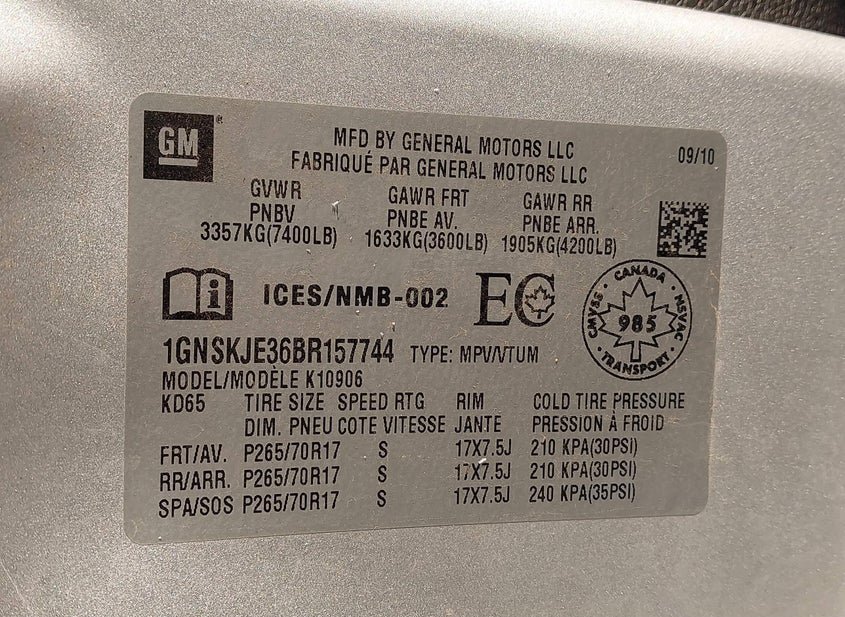 GM
MFD BY GENERAL MOTORS LLC
FABRIQUÉ PAR GENERAL MOTORS LLC
09/10
GVWR GAWR FRT GAWR RR
PNBV PNBE AV. PNBE ARR.
3357KG(7400LB) 1633KG(3600LB) 1905KG(4200LB)
i ICES/NMB-002 EC
CANADA
CMVSS NSVAC
985
TRANSPORT
1GNSKJE36BR157744 TYPE: MPV/VTUM
MODEL/MODÈLE K10906
KD65 TIRE SIZE SPEED RTG RIM COLD TIRE PRESSURE
DIM. PNEU COTE VITESSE JANTE PRESSION À FROID
FRT/AV. P265/70R17 S 17X7.5J 210 KPA(30PSI)
RR/ARR. P265/70R17 S 17X7.5J 210 KPA(30PSI)
SPA/SOS P265/70R17 S 17X7.5J 240 KPA(35PSI)